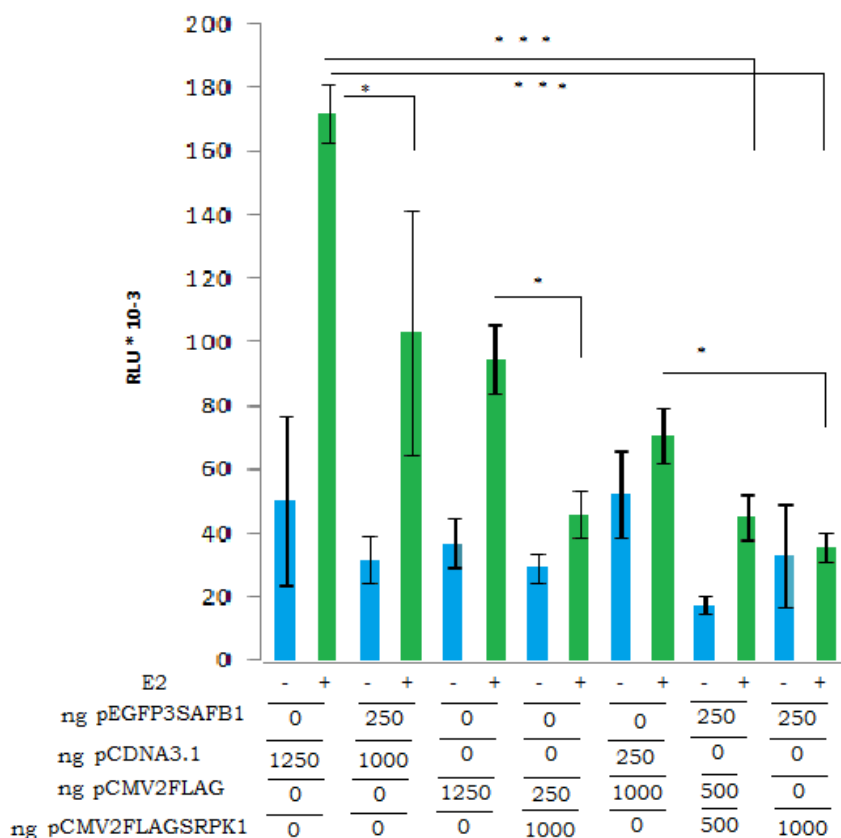 200
* * *
180
*
* * *
160
140
120
*
100
*
80
60
40
20
0
RLU * 10-3
E2 - + - + - + - + - + - + - +
ng pEGFP3SAFB1 0 250 0 0 0 250 250
ng pCDNA3.1 1250 1000 0 0 250 0 0
ng pCMV2FLAG 0 0 1250 250 1000 500 0
ng pCMV2FLAGSRPK1 0 0 0 1000 0 500 1000